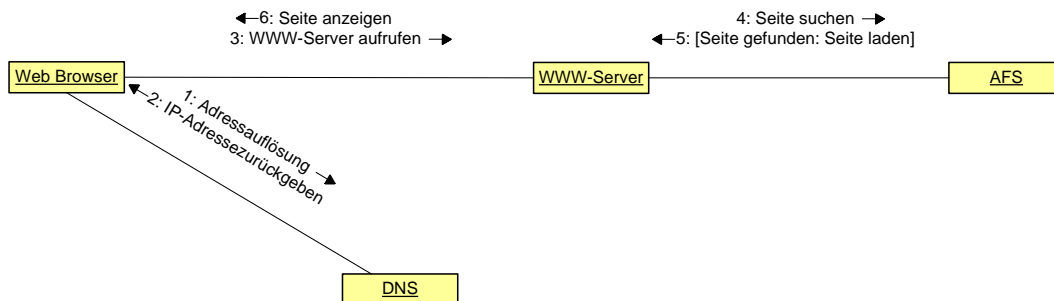 6: Seite anzeigen
3: WWW-Server aufrufen
4: Seite suchen
5: [Seite gefunden: Seite laden]
Web Browser
WWW-Server
AFS
1: Adressauflösung
2: IP-Adressezurückgeben
DNS